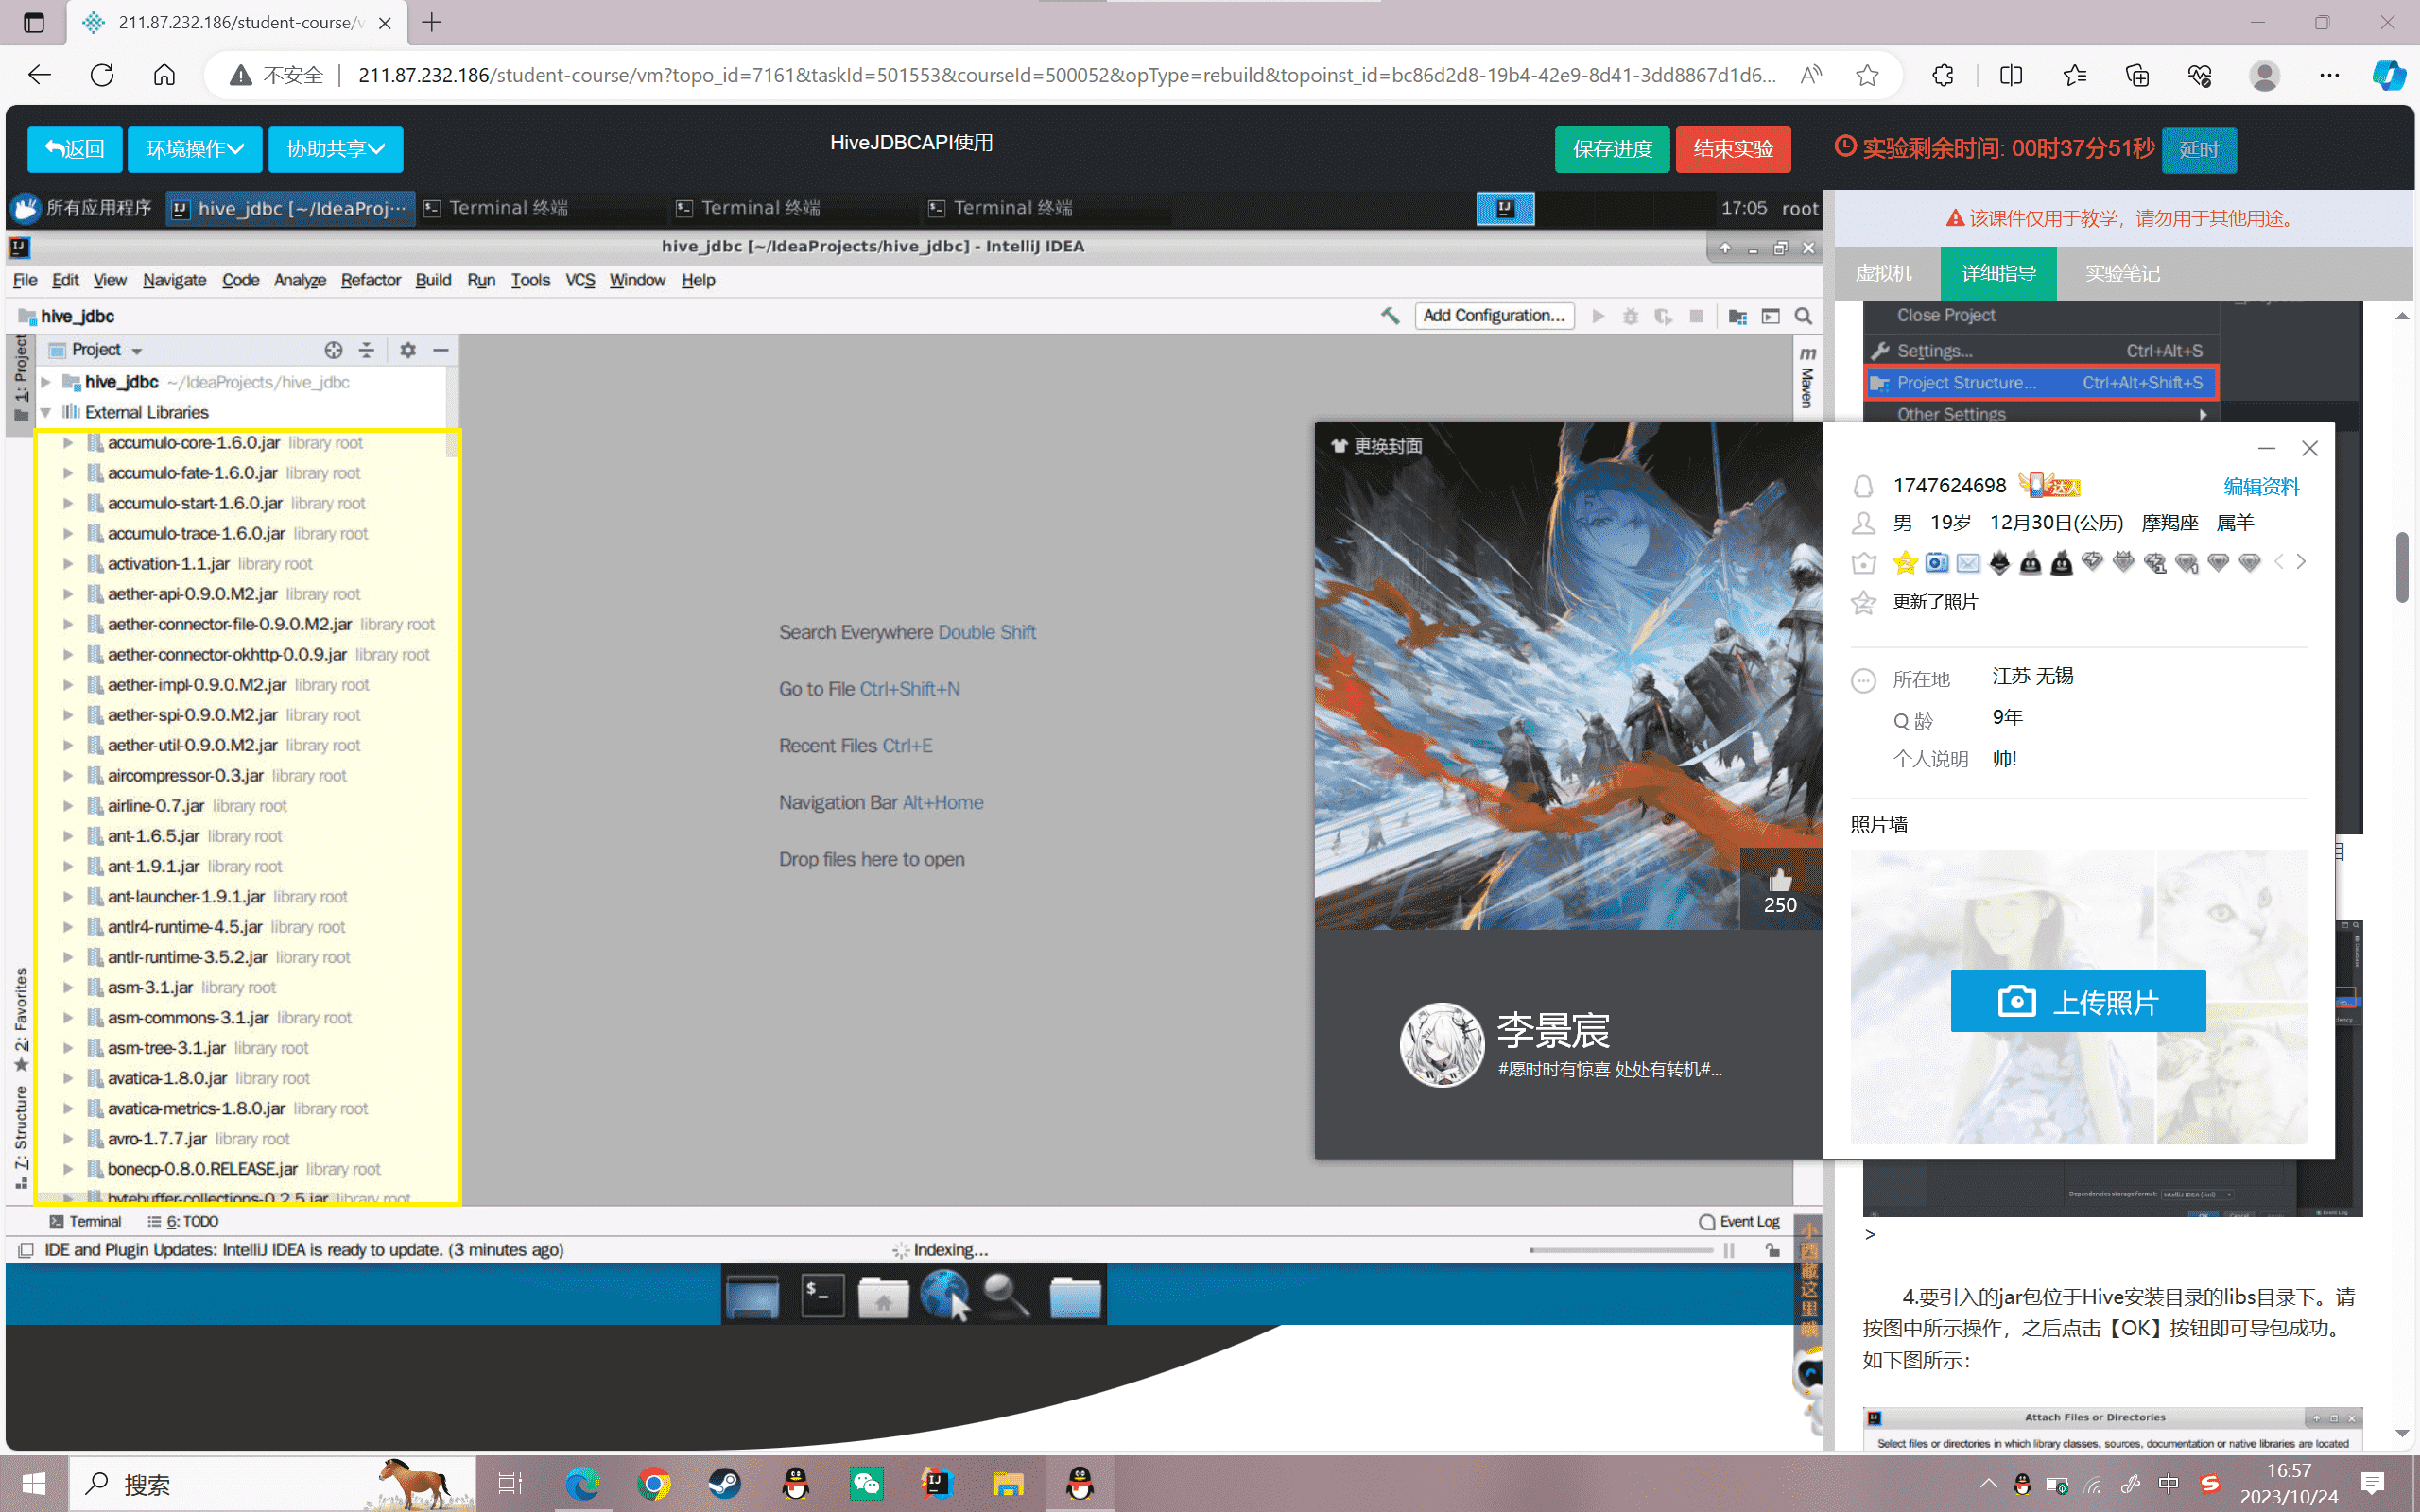 211.87.232.186/student-course/v
不安全
211.87.232.186/student-course/vm?topo_id=7161&taskId=501553&courseId=500052&opType=rebuild&topoinst_id=bc86d2d8-19b4-42e9-8d41-3dd8867d1d6...
返回
环境操作
协助共享
HiveJDBCAPI使用
保存进度
结束实验
实验剩余时间: 00时37分51秒
延时
所有应用程序
hive_jdbc [~/IdeaProj···
Terminal 终端
Terminal 终端
Terminal 终端
17:05 root
该课件仅用于教学，请勿用于其他用途。
hive_jdbc [~/IdeaProjects/hive_jdbc] - IntelliJ IDEA
虚拟机
详细指导
实验笔记
File Edit View Navigate Code Analyze Refactor Build Run Tools VCS Window Help
hive_jdbc
Add Configuration...
Close Project
Settings... Ctrl+Alt+S
Project Structure... Ctrl+Alt+Shift+S
Other Settings
1: Project
Project
Maven
hive_jdbc ~/IdeaProjects/hive_jdbc
External Libraries
accumulo-core-1.6.0.jar library root
accumulo-fate-1.6.0.jar library root
accumulo-start-1.6.0.jar library root
accumulo-trace-1.6.0.jar library root
activation-1.1.jar library root
aether-api-0.9.0.M2.jar library root
aether-connector-file-0.9.0.M2.jar library root
aether-connector-okhttp-0.0.9.jar library root
aether-impl-0.9.0.M2.jar library root
aether-spi-0.9.0.M2.jar library root
aether-util-0.9.0.M2.jar library root
aircompressor-0.3.jar library root
airline-0.7.jar library root
ant-1.6.5.jar library root
ant-1.9.1.jar library root
ant-launcher-1.9.1.jar library root
antlr4-runtime-4.5.jar library root
antlr-runtime-3.5.2.jar library root
asm-3.1.jar library root
asm-commons-3.1.jar library root
asm-tree-3.1.jar library root
avatica-1.8.0.jar library root
avatica-metrics-1.8.0.jar library root
avro-1.7.7.jar library root
bonecp-0.8.0.RELEASE.jar library root
bytebuffer-collections-0.2.5.jar library root
2: Favorites
7: Structure
Search Everywhere Double Shift
Go to File Ctrl+Shift+N
Recent Files Ctrl+E
Navigation Bar Alt+Home
Drop files here to open
更换封面
250
李景宸
#愿时时有惊喜 处处有转机#...
1747624698
达人
编辑资料
男 19岁 12月30日(公历) 摩羯座 属羊
更新了照片
所在地 江苏 无锡
Q 龄 9年
个人说明 帅!
照片墙
上传照片
Terminal
6: TODO
Event Log
IDE and Plugin Updates: IntelliJ IDEA is ready to update. (3 minutes ago)
Indexing...
Dependencies storage format: IntelliJ IDEA (.iml)
Event Log
>
4.要引入的jar包位于Hive安装目录的libs目录下。请
按图中所示操作，之后点击【OK】按钮即可导包成功。
如下图所示：
Attach Files or Directories
Select files or directories in which library classes, sources, documentation or native libraries are located
搜索
中
16:57
2023/10/24